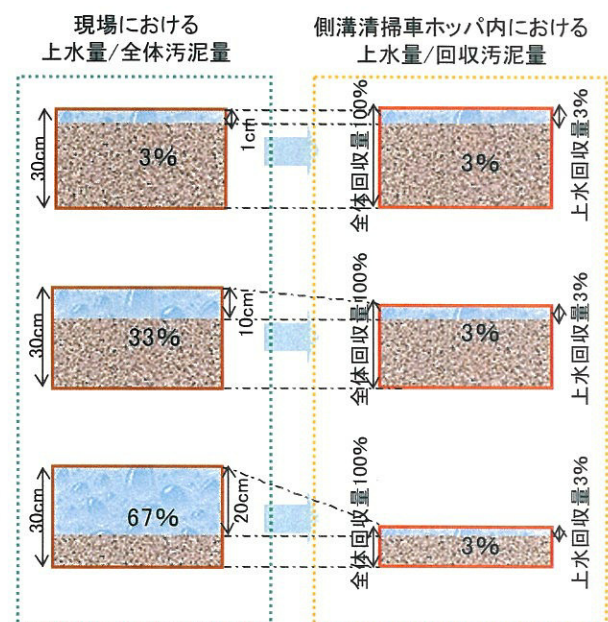 現場における
上水量/全体汚泥量
側溝清掃車ホッパ内における
上水量/回収汚泥量
30cm
3%
1cm
全体回収量100%
3%
上水回収量3%
30cm
33%
10cm
全体回収量100%
3%
上水回収量3%
30cm
67%
20cm
全体回収量100%
3%
上水回収量3%